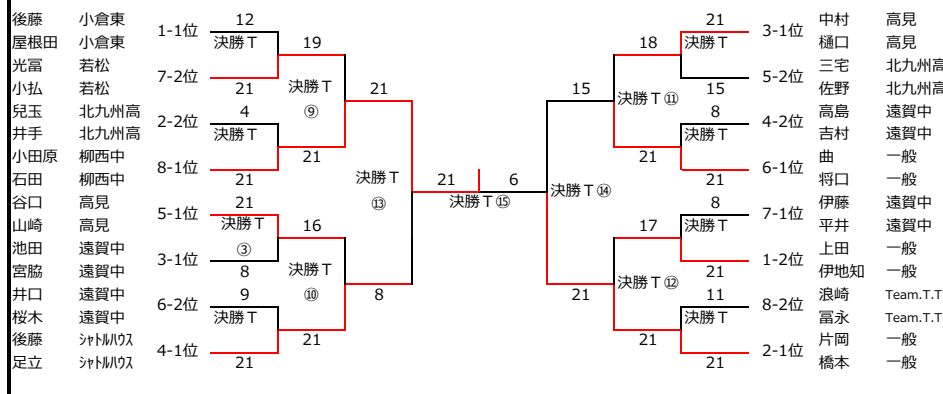 後藤 小倉東 12 21 中村 高見
1-1位 3-1位
屋根田 小倉東 決勝T 19 18 決勝T 樋口 高見
光冨 若松 三宅 北九州高
7-2位 5-2位
小払 若松 21 決勝T 21 15 決勝T⑪ 15 佐野 北九州高
兒玉 北九州高 4 ⑨ 8 高島 遠賀中
2-2位 4-2位
井手 北九州高 決勝T 決勝T 吉村 遠賀中
小田原 柳西中 21 21 曲 一般
8-1位 6-1位
石田 柳西中 21 決勝T 21 6 決勝T⑭ 21 将口 一般
谷口 高見 21 ⑬ 決勝T⑮ 8 伊藤 遠賀中
5-1位 7-1位
山崎 高見 決勝T 16 17 決勝T 平井 遠賀中
池田 遠賀中 ③ 上田 一般
3-1位 1-2位
宮脇 遠賀中 8 決勝T 決勝T⑫ 21 伊地知 一般
井口 遠賀中 9 ⑩ 8 21 11 浪崎 Team.T.T
6-2位 8-2位
桜木 遠賀中 決勝T 決勝T 冨永 Team.T.T
後藤 ｼｬﾄﾙﾊｳｽ 21 21 片岡 一般
4-1位 2-1位
足立 ｼｬﾄﾙﾊｳｽ 21 21 橋本 一般